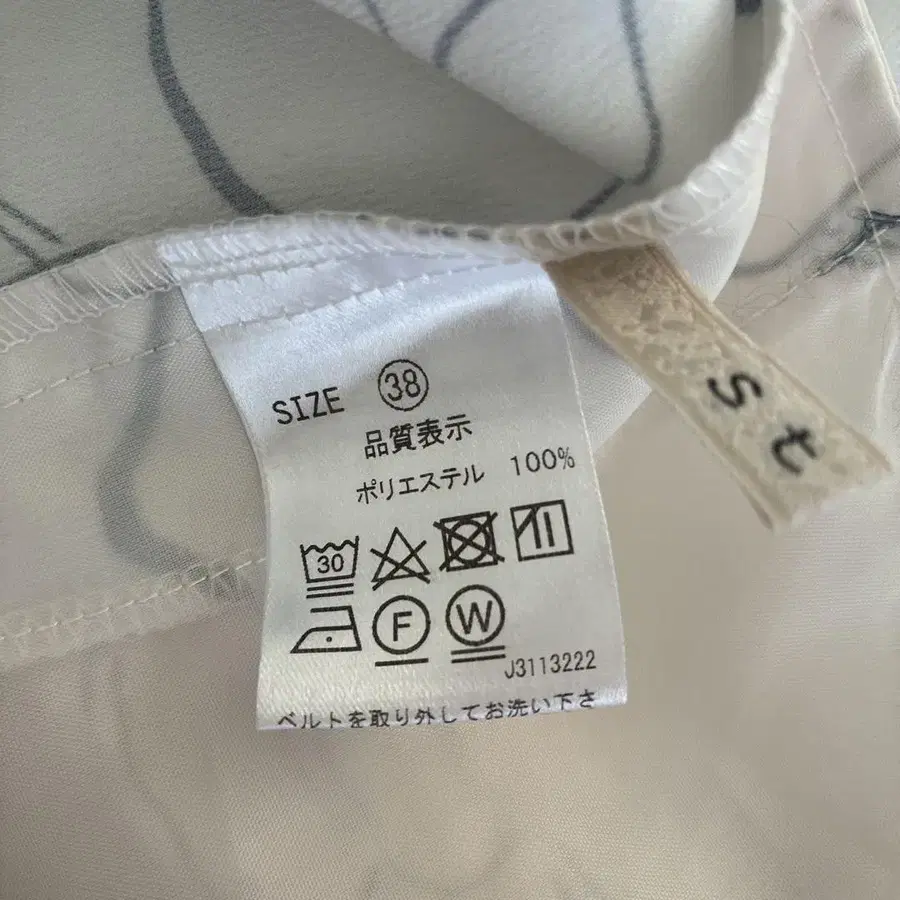 SIZE 38
品質表示
ポリエステル 100%
30
F W
J3113222
ベルトを取り外してお洗い下さ
st